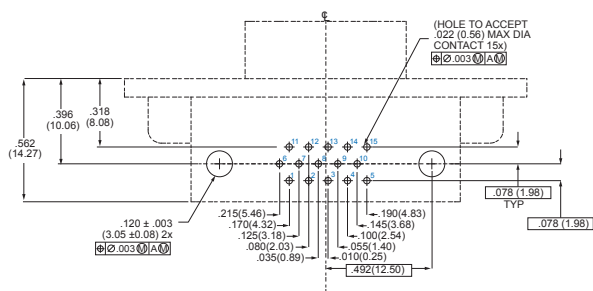 ℄
(HOLE TO ACCEPT
.022 (0.56) MAX DIA
CONTACT 15x)
⌖ Ø .003 Ⓜ A Ⓜ
.562
(14.27)
.396
(10.06)
.318
(8.08)
11 12 13 14 15
6 7 8 9 10
1 2 3 4 5
.120 ± .003
(3.05 ±0.08) 2x
⌖ Ø .003 Ⓜ A Ⓜ
.215(5.46)
.170(4.32)
.125(3.18)
.080(2.03)
.035(0.89)
.190(4.83)
.145(3.68)
.100(2.54)
.055(1.40)
.010(0.25)
.492(12.50)
.078 (1.98)
TYP
.078 (1.98)